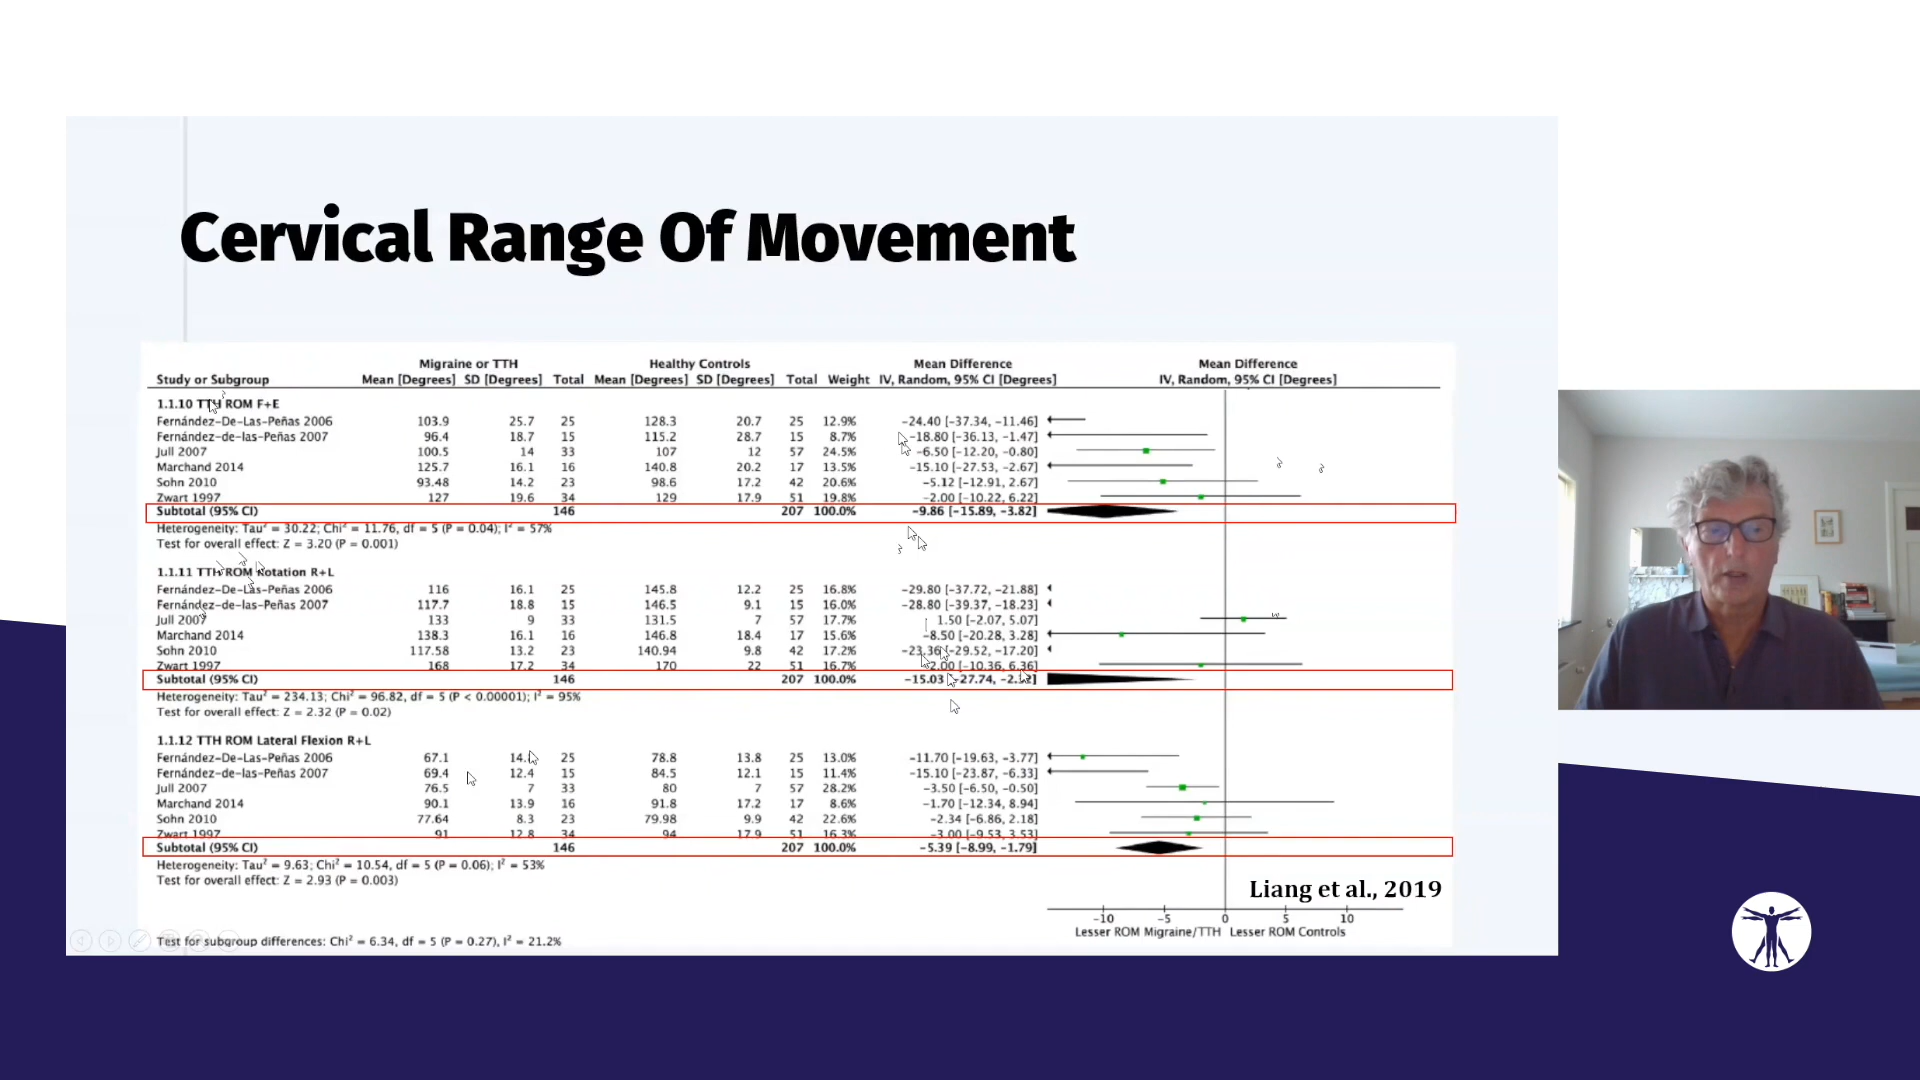 Cervical Range Of Movement
Migraine or TTH Healthy Controls Mean Difference Mean Difference
Study or Subgroup Mean [Degrees] SD [Degrees] Total Mean [Degrees] SD [Degrees] Total Weight IV, Random, 95% CI [Degrees] IV, Random, 95% CI [Degrees]
1.1.10 TTH ROM F+E
Fernández-De-Las-Peñas 2006 103.9 25.7 25 128.3 20.7 25 12.9% -24.40 [-37.34, -11.46]
Fernández-de-las-Peñas 2007 96.4 18.7 15 115.2 28.7 15 8.7% -18.80 [-36.13, -1.47]
Jull 2007 100.5 14 33 107 12 57 24.5% -6.50 [-12.20, -0.80]
Marchand 2014 125.7 16.1 16 140.8 20.2 17 13.5% -15.10 [-27.53, -2.67]
Sohn 2010 93.48 14.2 23 98.6 17.2 42 20.6% -5.12 [-12.91, 2.67]
Zwart 1997 127 19.6 34 129 17.9 51 19.8% -2.00 [-10.22, 6.22]
Subtotal (95% CI) 146 207 100.0% -9.86 [-15.89, -3.82]
Heterogeneity: Tau² = 30.22; Chi² = 11.76, df = 5 (P = 0.04); I² = 57%
Test for overall effect: Z = 3.20 (P = 0.001)
1.1.11 TTH ROM Rotation R+L
Fernández-De-Las-Peñas 2006 116 16.1 25 145.8 12.2 25 16.8% -29.80 [-37.72, -21.88]
Fernández-de-las-Peñas 2007 117.7 18.8 15 146.5 9.1 15 16.0% -28.80 [-39.37, -18.23]
Jull 2007 133 9 33 131.5 7 57 17.7% 1.50 [-2.07, 5.07]
Marchand 2014 138.3 16.1 16 146.8 18.4 17 15.6% -8.50 [-20.28, 3.28]
Sohn 2010 117.58 13.2 23 140.94 9.8 42 17.2% -23.36 [-29.52, -17.20]
Zwart 1997 168 17.2 34 170 22 51 16.7% -2.00 [-10.36, 6.36]
Subtotal (95% CI) 146 207 100.0% -15.03 [-27.74,
Heterogeneity: Tau² = 234.13; Chi² = 96.82, df = 5 (P < 0.00001); I² = 95%
Test for overall effect: Z = 2.32 (P = 0.02)
1.1.12 TTH ROM Lateral Flexion R+L
Fernández-De-Las-Peñas 2006 67.1 25 78.8 13.8 25 13.0% -11.70 [-19.63, -3.77]
Fernández-de-las-Peñas 2007 69.4 12.4 15 84.5 12.1 15 11.4% -15.10 [-23.87, -6.33]
Jull 2007 76.5 7 33 80 7 57 28.2% -3.50 [-6.50, -0.50]
Marchand 2014 90.1 13.9 16 91.8 17.2 17 8.6% -1.70 [-12.34, 8.94]
Sohn 2010 77.64 8.3 23 79.98 9.9 42 22.6% -2.34 [-6.86, 2.18]
Zwart 1997 91 12.8 34 94 17.9 51 16.3% -3.00 [-9.53, 3.53]
Subtotal (95% CI) 146 207 100.0% -5.39 [-8.99, -1.79]
Heterogeneity: Tau² = 9.63; Chi² = 10.54, df = 5 (P = 0.06); I² = 53%
Test for overall effect: Z = 2.93 (P = 0.003)
Liang et al., 2019
-10 -5 0 5 10
Lesser ROM Migraine/TTH Lesser ROM Controls
Test for subgroup differences: Chi² = 6.34, df = 5 (P = 0.27), I² = 21.2%